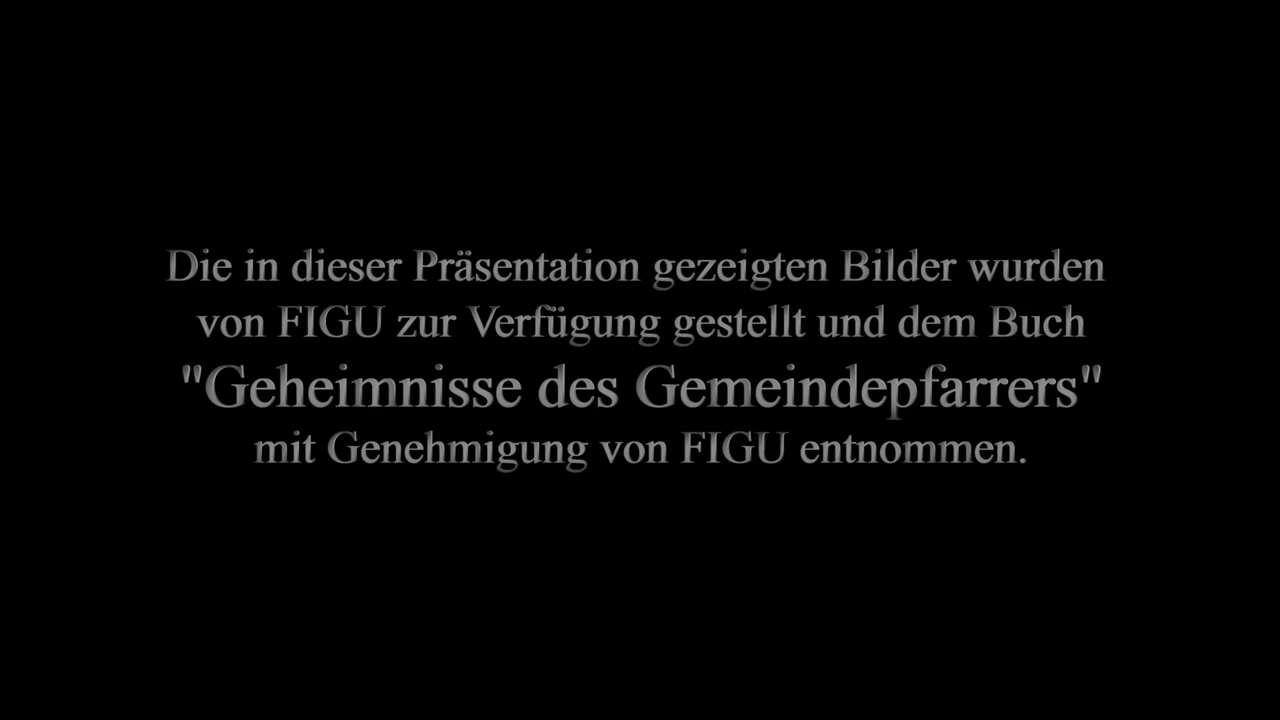 Die in dieser Präsentation gezeigten Bilder wurden
von FIGU zur Verfügung gestellt und dem Buch
"Geheimnisse des Gemeindepfarrers"
mit Genehmigung von FIGU entnommen.